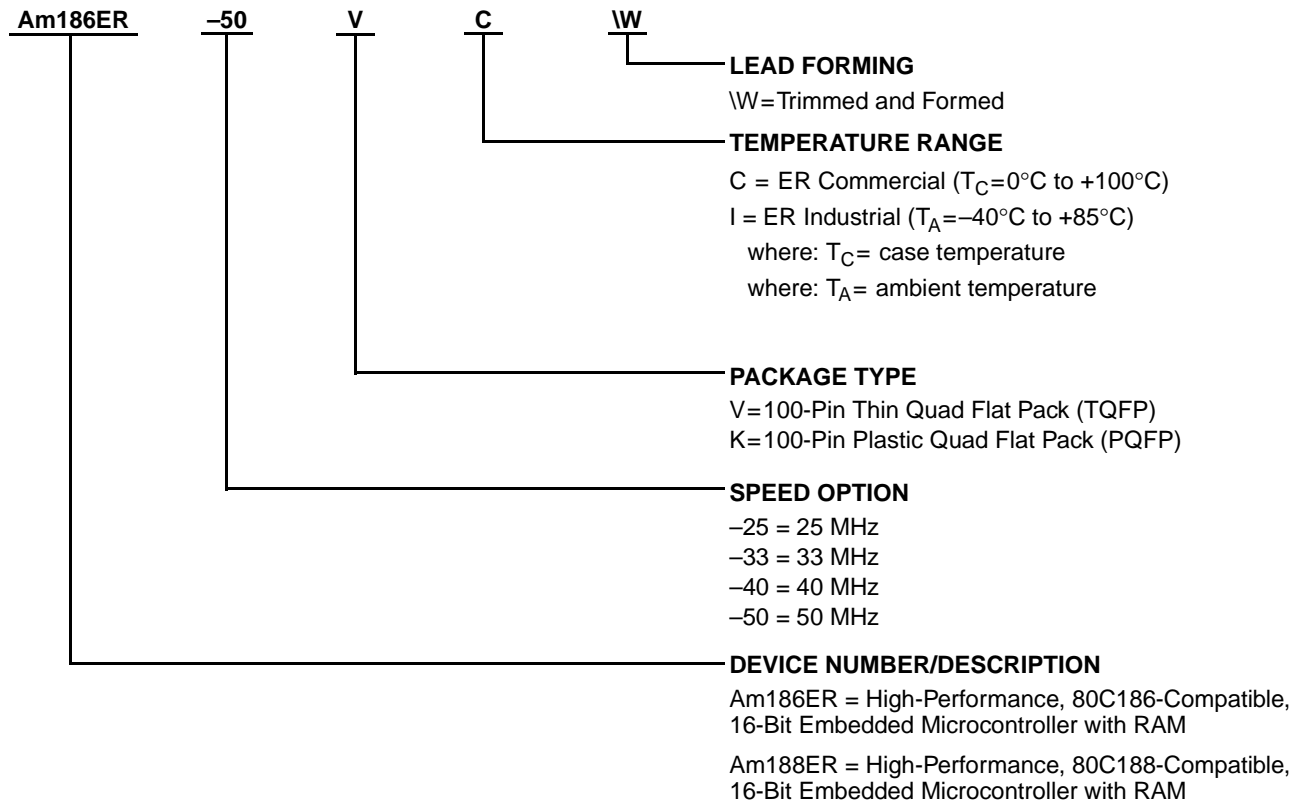 Am186ER –50 V C \W
LEAD FORMING
\W=Trimmed and Formed
TEMPERATURE RANGE
C = ER Commercial (TC=0°C to +100°C)
I = ER Industrial (TA=–40°C to +85°C)
where: TC= case temperature
where: TA= ambient temperature
PACKAGE TYPE
V=100-Pin Thin Quad Flat Pack (TQFP)
K=100-Pin Plastic Quad Flat Pack (PQFP)
SPEED OPTION
–25 = 25 MHz
–33 = 33 MHz
–40 = 40 MHz
–50 = 50 MHz
DEVICE NUMBER/DESCRIPTION
Am186ER = High-Performance, 80C186-Compatible,
16-Bit Embedded Microcontroller with RAM
Am188ER = High-Performance, 80C188-Compatible,
16-Bit Embedded Microcontroller with RAM